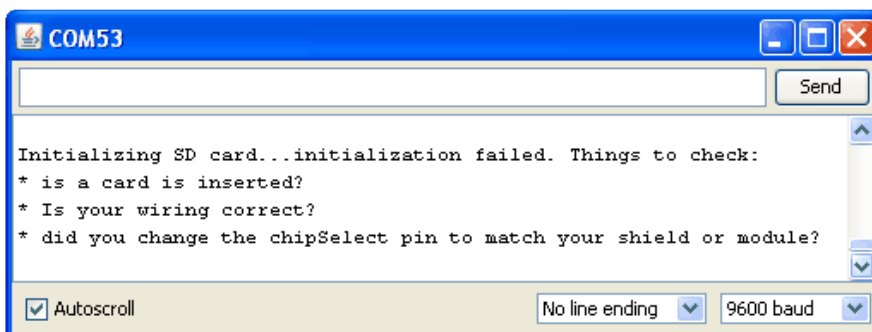 COM53
Send
Initializing SD card...initialization failed. Things to check:
* is a card is inserted?
* Is your wiring correct?
* did you change the chipSelect pin to match your shield or module?
Autoscroll No line ending 9600 baud